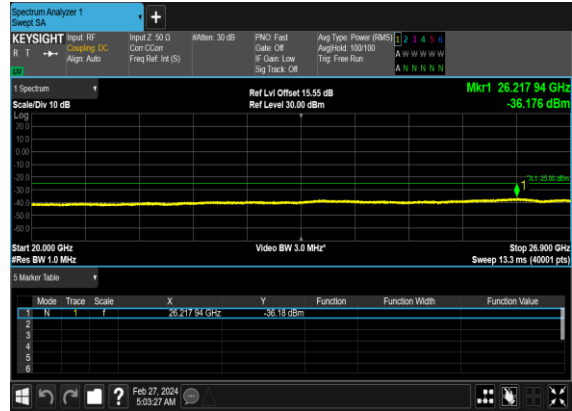 Spectrum Analyzer 1
Swept SA
+
KEYSIGHT Input: RF Input Z: 50 Ω #Atten: 30 dB PNO: Fast Avg Type: Power (RMS) 1 2 3 4 5 6
R T Coupling: DC Corr CCorr Gate: Off Avg|Hold: 100/100 A W W W W W
Align: Auto Freq Ref: Int (S) IF Gain: Low Trig: Free Run
LW Sig Track: Off A N N N N N
1 Spectrum Ref Lvl Offset 15.55 dB Mkr1 26.217 94 GHz
Scale/Div 10 dB Ref Level 30.00 dBm -36.176 dBm
Log
20.0
10.0
0.00
-10.0
-20.0
-30.0
-40.0
-50.0
-60.0
1
Start 20.000 GHz Video BW 3.0 MHz* Stop 26.900 GHz
#Res BW 1.0 MHz Sweep 13.3 ms (40001 pts)
5 Marker Table
Mode Trace Scale X Y Function Function Width Function Value
1 N 1 f 26.217 94 GHz -36.18 dBm
2
3
4
5
6
? Feb 27, 2024
5:03:27 AM